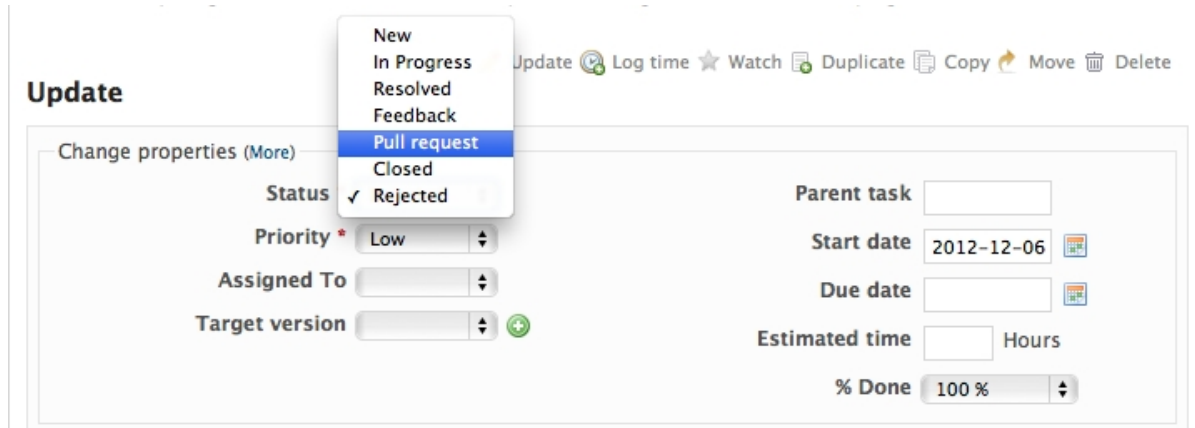 New
In Progress
Update Log time Watch Duplicate Copy Move Delete
Resolved
Update
Feedback
Pull request
Change properties (More)
Closed
Status ✓ Rejected
Parent task
Priority * Low
Start date 2012-12-06
Assigned To
Due date
Target version
Estimated time Hours
% Done 100 %